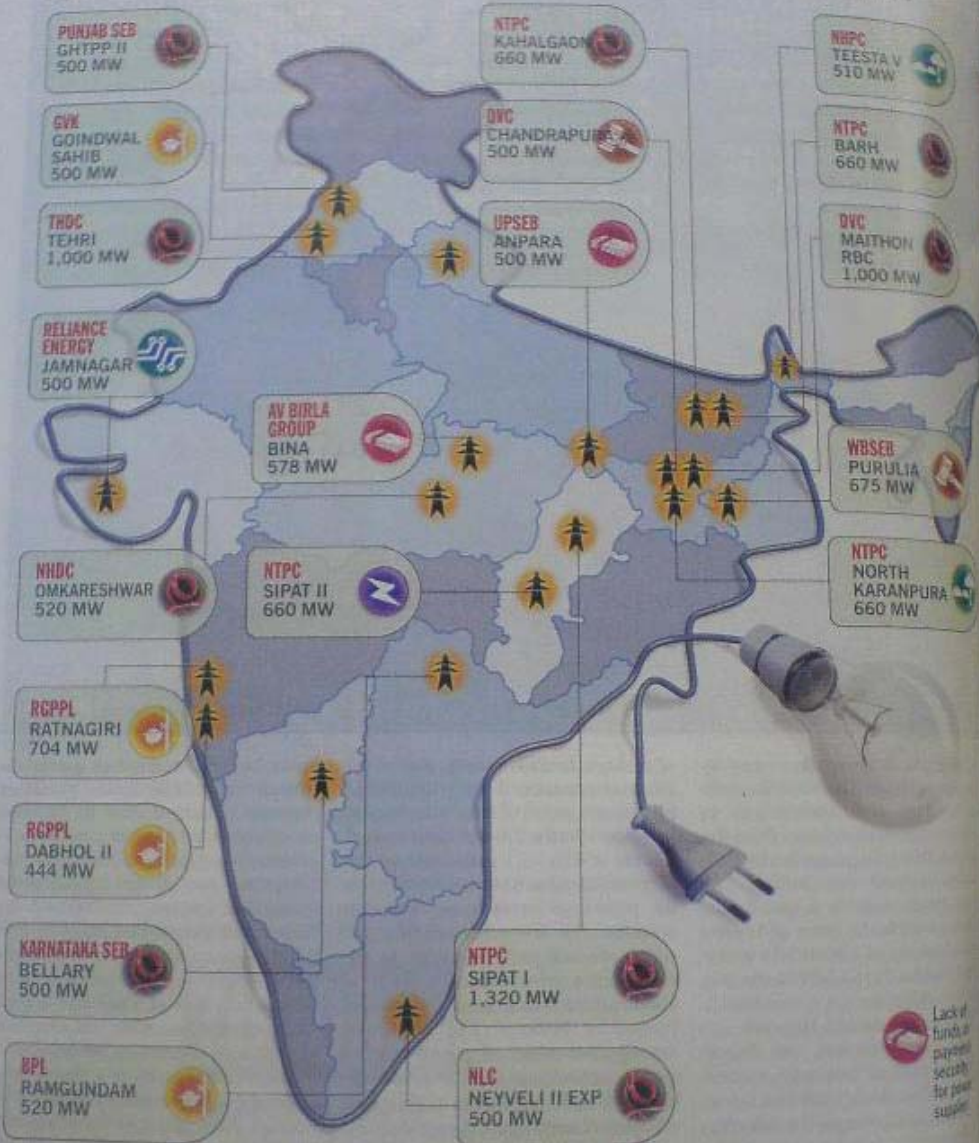 PUNJAB SEB
GHTPP II
500 MW
GVK
GOINDWAL
SAHIB
500 MW
THDC
TEHRI
1,000 MW
RELIANCE
ENERGY
JAMNAGAR
500 MW
NTPC
KAHALGAON
660 MW
DVC
CHANDRAPURA
500 MW
UPSEB
ANPARA
500 MW
NHPC
TEESTA V
510 MW
NTPC
BARH
660 MW
DVC
MAITHON
RBC
1,000 MW
AV BIRLA
GROUP
BINA
578 MW
WBSEB
PURULIA
675 MW
NHDC
OMKARESHWAR
520 MW
NTPC
SIPAT II
660 MW
NTPC
NORTH
KARANPURA
660 MW
RGPPL
RATNAGIRI
704 MW
RGPPL
DABHOL II
444 MW
KARNATAKA SEB
BELLARY
500 MW
NTPC
SIPAT I
1,320 MW
BPL
RAMGUNDAM
520 MW
NLC
NEYVELI II EXP
500 MW
Lack of
funds
payment
security
for